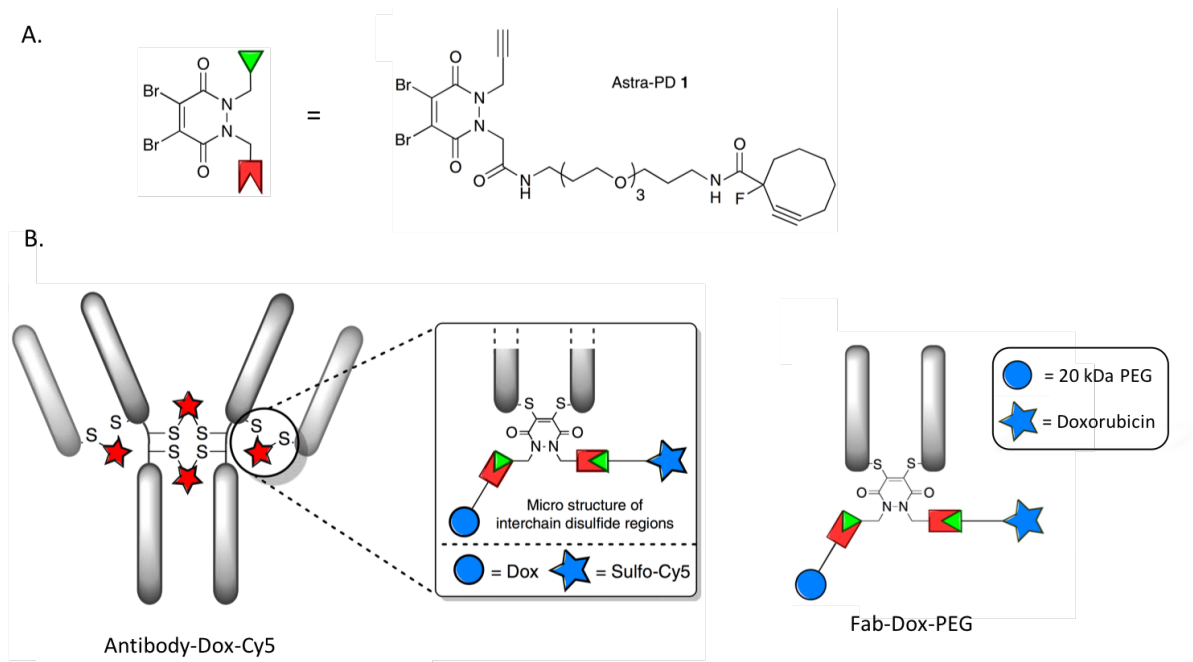 A.
O
Br
N
N
Br
O
=
O
Br
N
N
Br
O
O
N
H
O
3
N
H
O
F
Astra-PD 1
B.
S
S
S
S
S
S
S
S
S
S
O
O
N
N
Micro structure of
interchain disulfide regions
= Dox
= Sulfo-Cy5
Antibody-Dox-Cy5
S
S
O
O
N
N
= 20 kDa PEG
= Doxorubicin
Fab-Dox-PEG